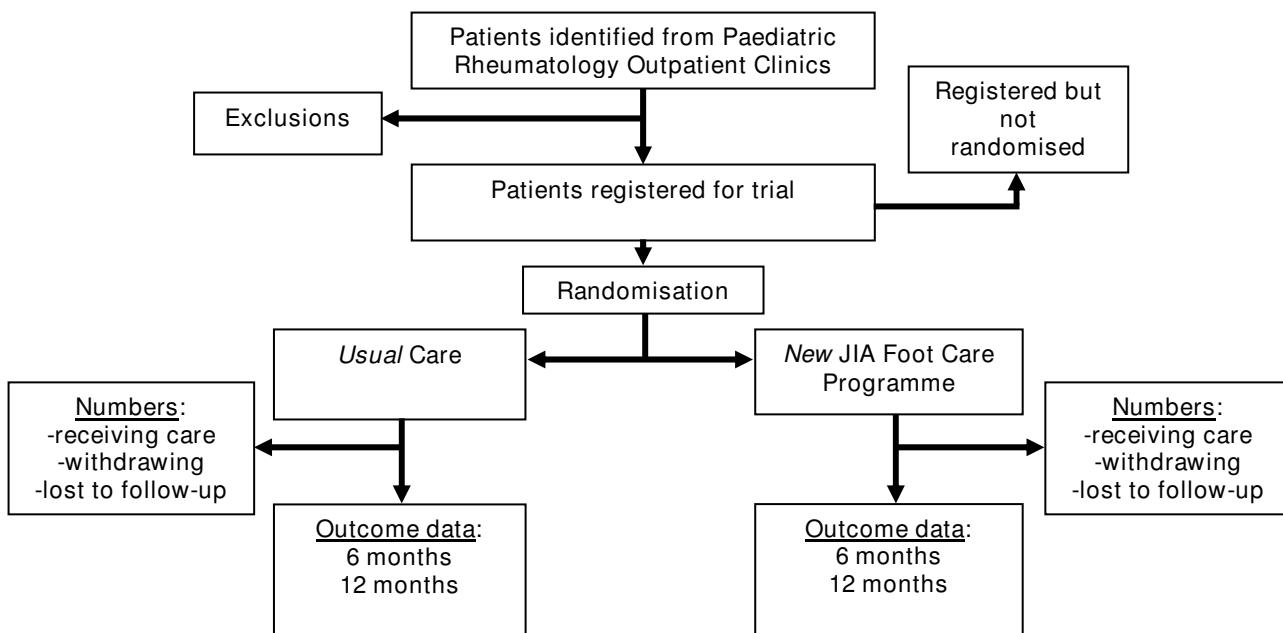 Patients identified from Paediatric
Rheumatology Outpatient Clinics
Exclusions
Registered but
not
randomised
Patients registered for trial
Randomisation
Usual Care
New JIA Foot Care
Programme
Numbers:
-receiving care
-withdrawing
-lost to follow-up
Numbers:
-receiving care
-withdrawing
-lost to follow-up
Outcome data:
6 months
12 months
Outcome data:
6 months
12 months